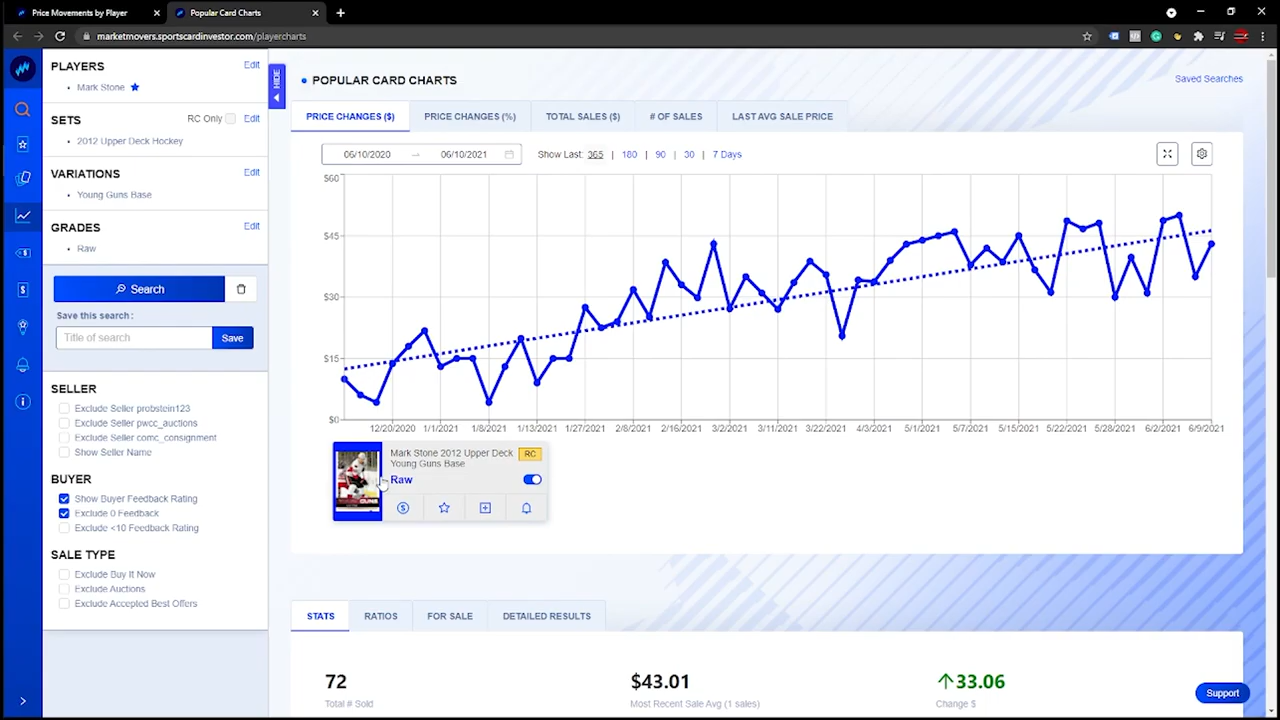 Price Movements by Player
Popular Card Charts
marketmovers.sportscardinvestor.com/playercharts
PLAYERS
Edit
Mark Stone
SETS
RC Only
Edit
2012 Upper Deck Hockey
VARIATIONS
Edit
Young Guns Base
GRADES
Edit
Raw
Search
Save this search:
Title of search
Save
SELLER
Exclude Seller probstein123
Exclude Seller pwcc_auctions
Exclude Seller comc_consignment
Show Seller Name
BUYER
Show Buyer Feedback Rating
Exclude 0 Feedback
Exclude <10 Feedback Rating
SALE TYPE
Exclude Buy It Now
Exclude Auctions
Exclude Accepted Best Offers
HIDE
POPULAR CARD CHARTS
Saved Searches
PRICE CHANGES ($)
PRICE CHANGES (%)
TOTAL SALES ($)
# OF SALES
LAST AVG SALE PRICE
06/10/2020 → 06/10/2021
Show Last: 365 | 180 | 90 | 30 | 7 Days
$60
$45
$30
$15
$0
12/20/2020 1/1/2021 1/8/2021 1/13/2021 1/27/2021 2/8/2021 2/16/2021 3/2/2021 3/11/2021 3/22/2021 4/3/2021 5/1/2021 5/7/2021 5/15/2021 5/22/2021 5/28/2021 6/2/2021 6/9/2021
Mark Stone 2012 Upper Deck
Young Guns Base
RC
Raw
STATS
RATIOS
FOR SALE
DETAILED RESULTS
72
Total # Sold
$43.01
Most Recent Sale Avg (1 sales)
↑33.06
Change $
Support